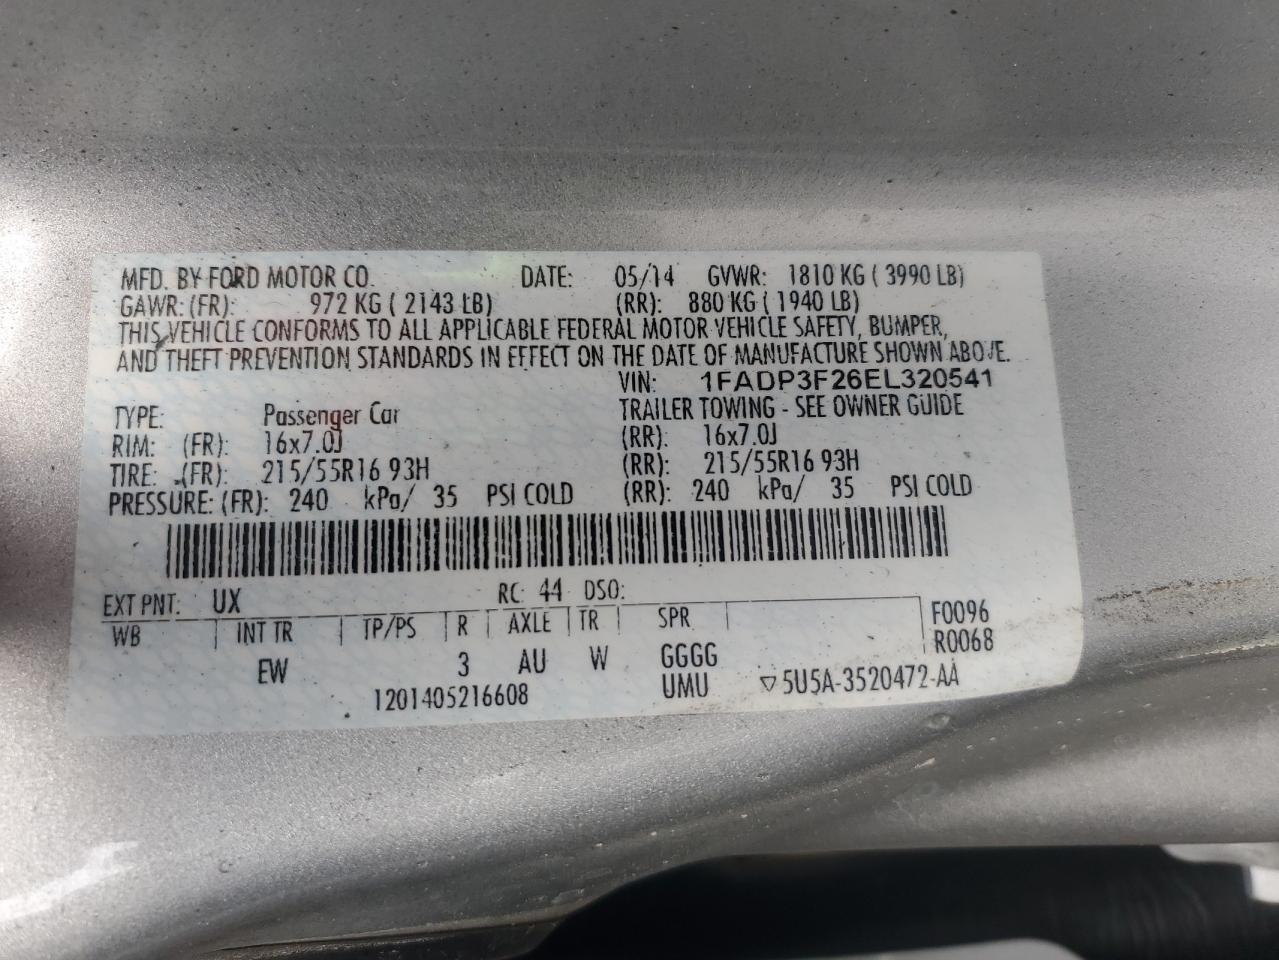 MFD. BY FORD MOTOR CO. DATE: 05/14 GVWR: 1810 KG ( 3990 LB)
GAWR: (FR): 972 KG ( 2143 LB) (RR): 880 KG ( 1940 LB)
THIS VEHICLE CONFORMS TO ALL APPLICABLE FEDERAL MOTOR VEHICLE SAFETY, BUMPER,
AND THEFT PREVENTION STANDARDS IN EFFECT ON THE DATE OF MANUFACTURE SHOWN ABOVE.
VIN: 1FADP3F26EL320541
TYPE: Passenger Car TRAILER TOWING - SEE OWNER GUIDE
RIM: (FR): 16x7.0J (RR): 16x7.0J
TIRE: (FR): 215/55R16 93H (RR): 215/55R16 93H
PRESSURE: (FR): 240 kPa/ 35 PSI COLD (RR): 240 kPa/ 35 PSI COLD
EXT PNT: UX RC: 44 DSO:
WB INT TR TP/PS R AXLE TR SPR F0096
R0068
EW 3 AU W GGGG
1201405216608 UMU ▽5U5A-3520472-AA